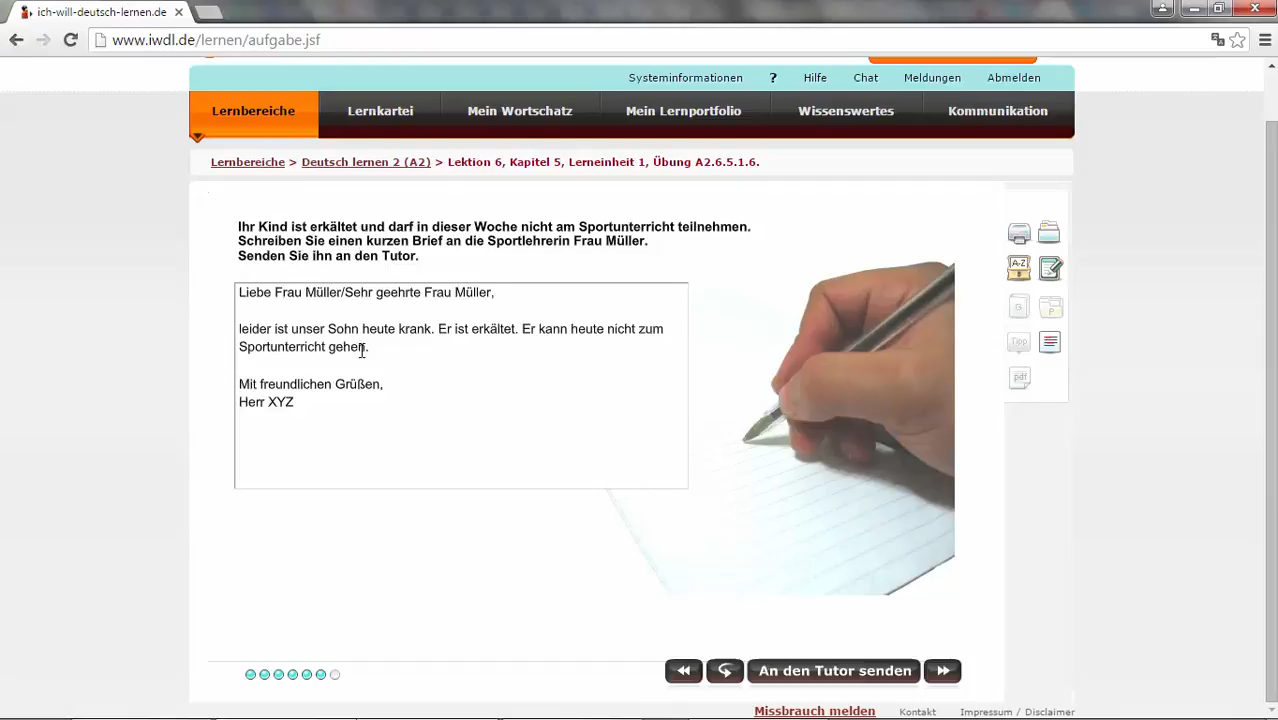 ich-will-deutsch-lernen.de
www.iwdl.de/lernen/aufgabe.jsf
Systeminformationen ? Hilfe Chat Meldungen Abmelden
Lernbereiche Lernkartei Mein Wortschatz Mein Lernportfolio Wissenswertes Kommunikation
Lernbereiche > Deutsch lernen 2 (A2) > Lektion 6, Kapitel 5, Lerneinheit 1, Übung A2.6.5.1.6.
Ihr Kind ist erkältet und darf in dieser Woche nicht am Sportunterricht teilnehmen.
Schreiben Sie einen kurzen Brief an die Sportlehrerin Frau Müller.
Senden Sie ihn an den Tutor.
Liebe Frau Müller/Sehr geehrte Frau Müller,
leider ist unser Sohn heute krank. Er ist erkältet. Er kann heute nicht zum
Sportunterricht gehen.
Mit freundlichen Grüßen,
Herr XYZ
A-Z
G P
Tipp
pdf
An den Tutor senden
Missbrauch melden Kontakt Impressum / Disclaimer